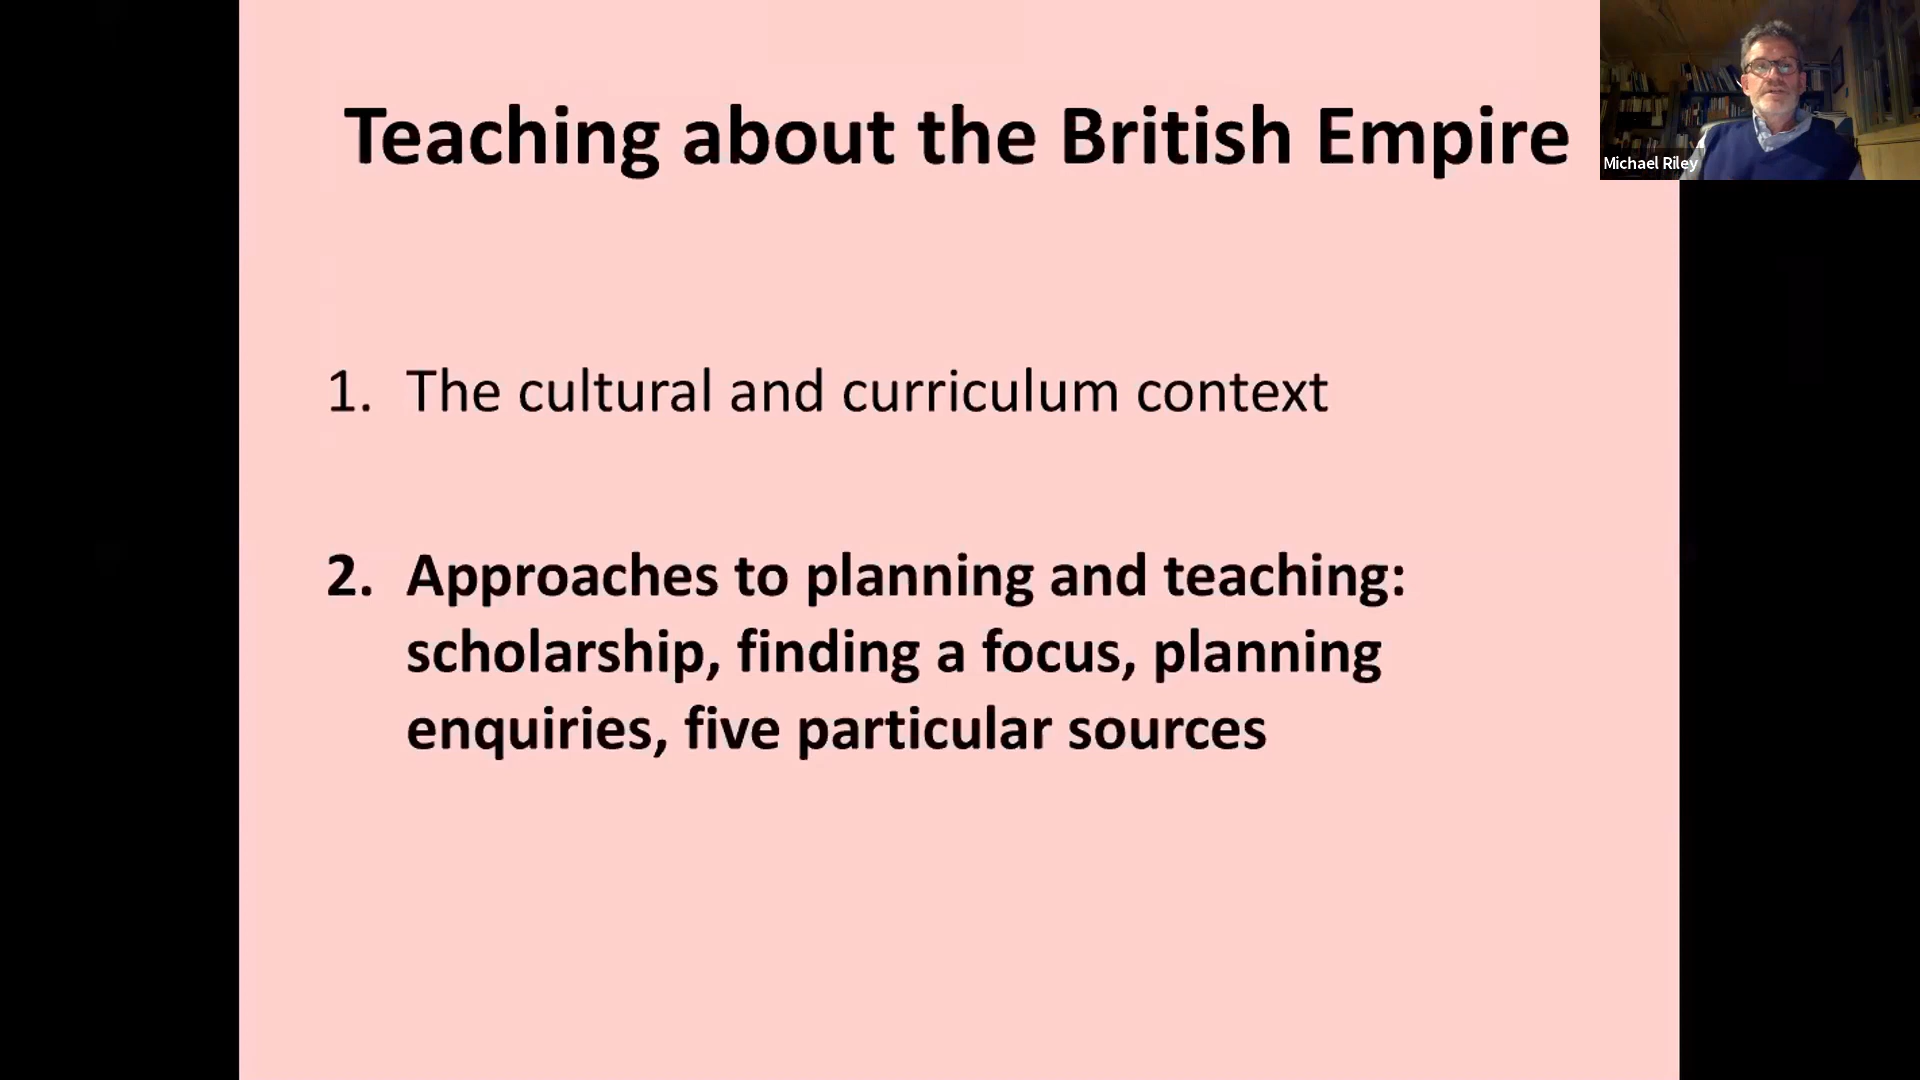 Teaching about the British Empire
Michael Riley
1. The cultural and curriculum context
2. Approaches to planning and teaching:
scholarship, finding a focus, planning
enquiries, five particular sources